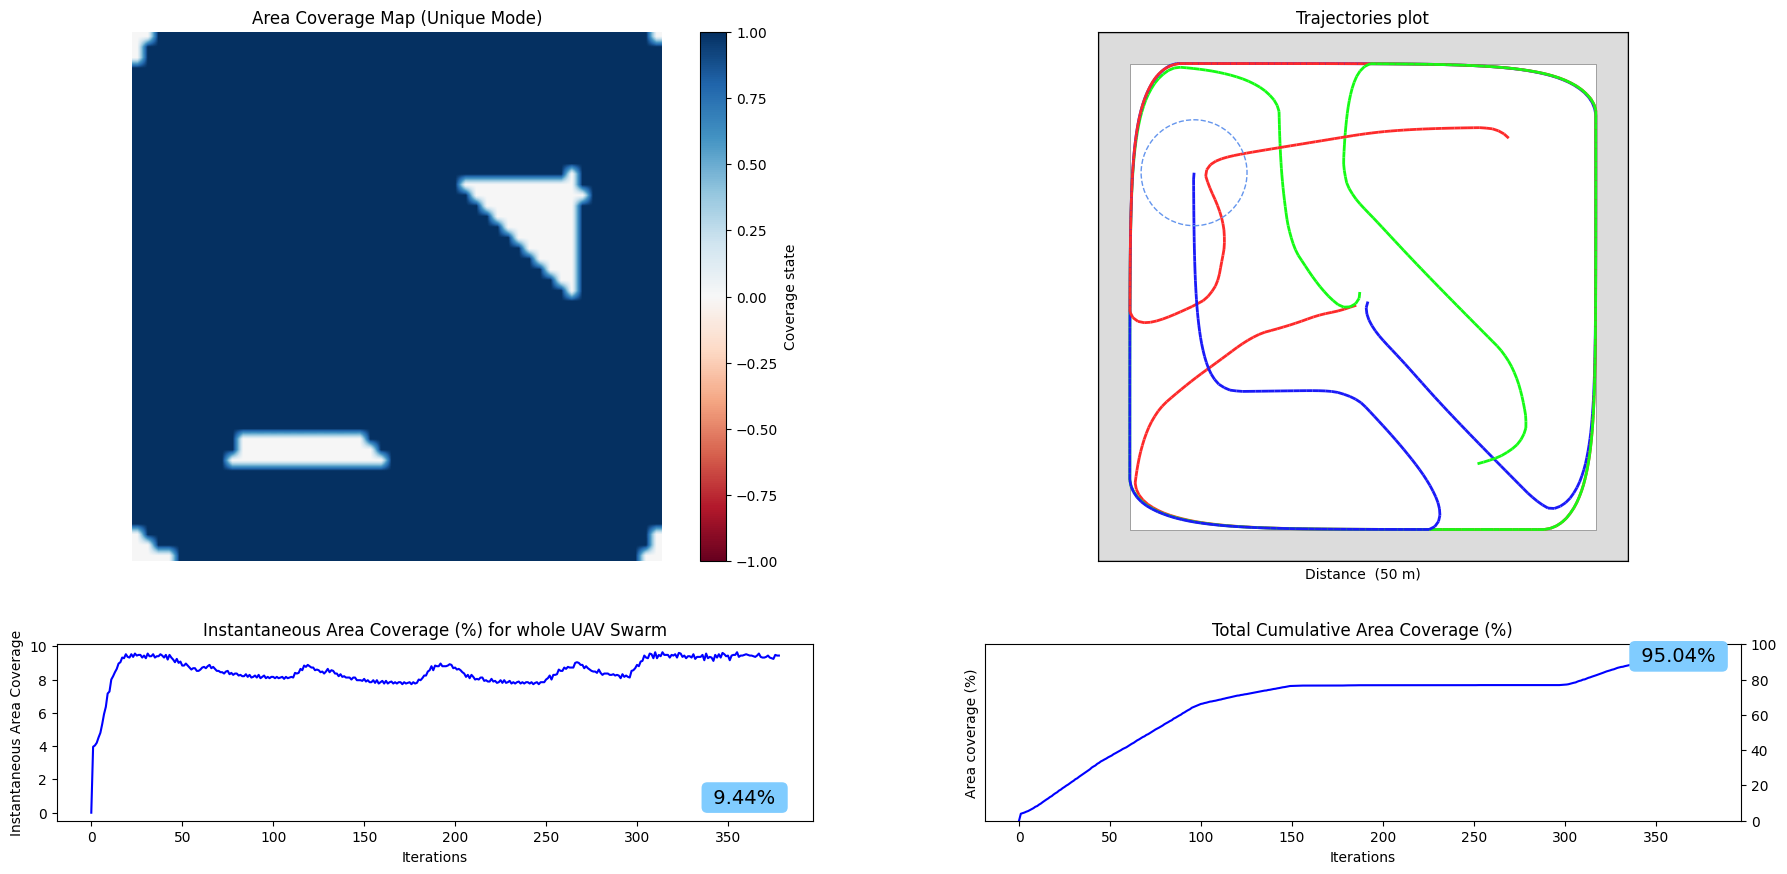 Area Coverage Map (Unique Mode)
1.00
0.75
0.50
0.25
0.00
−0.25
−0.50
−0.75
−1.00
Coverage state
Trajectories plot
Distance  (50 m)
Instantaneous Area Coverage (%) for whole UAV Swarm
Instantaneous Area Coverage
10
8
6
4
2
0
9.44%
0 50 100 150 200 250 300 350
Iterations
Total Cumulative Area Coverage (%)
Area coverage (%)
95.04%
100
80
60
40
20
0
0 50 100 150 200 250 300 350
Iterations